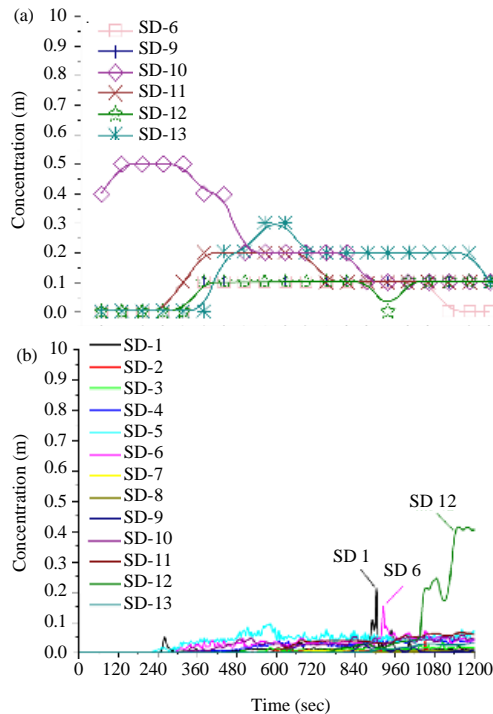 (a)
10
0.9
0.8
0.7
0.6
0.5
0.4
0.3
0.2
0.1
0.0
Concentration (m)
SD-6
SD-9
SD-10
SD-11
SD-12
SD-13
(b)
10
0.9
0.8
0.7
0.6
0.5
0.4
0.3
0.2
0.1
0.0
Concentration (m)
SD-1
SD-2
SD-3
SD-4
SD-5
SD-6
SD-7
SD-8
SD-9
SD-10
SD-11
SD-12
SD-13
SD 12
SD 1
SD 6
0 120 240 360 480 600 720 840 960 1080 1200
Time (sec)